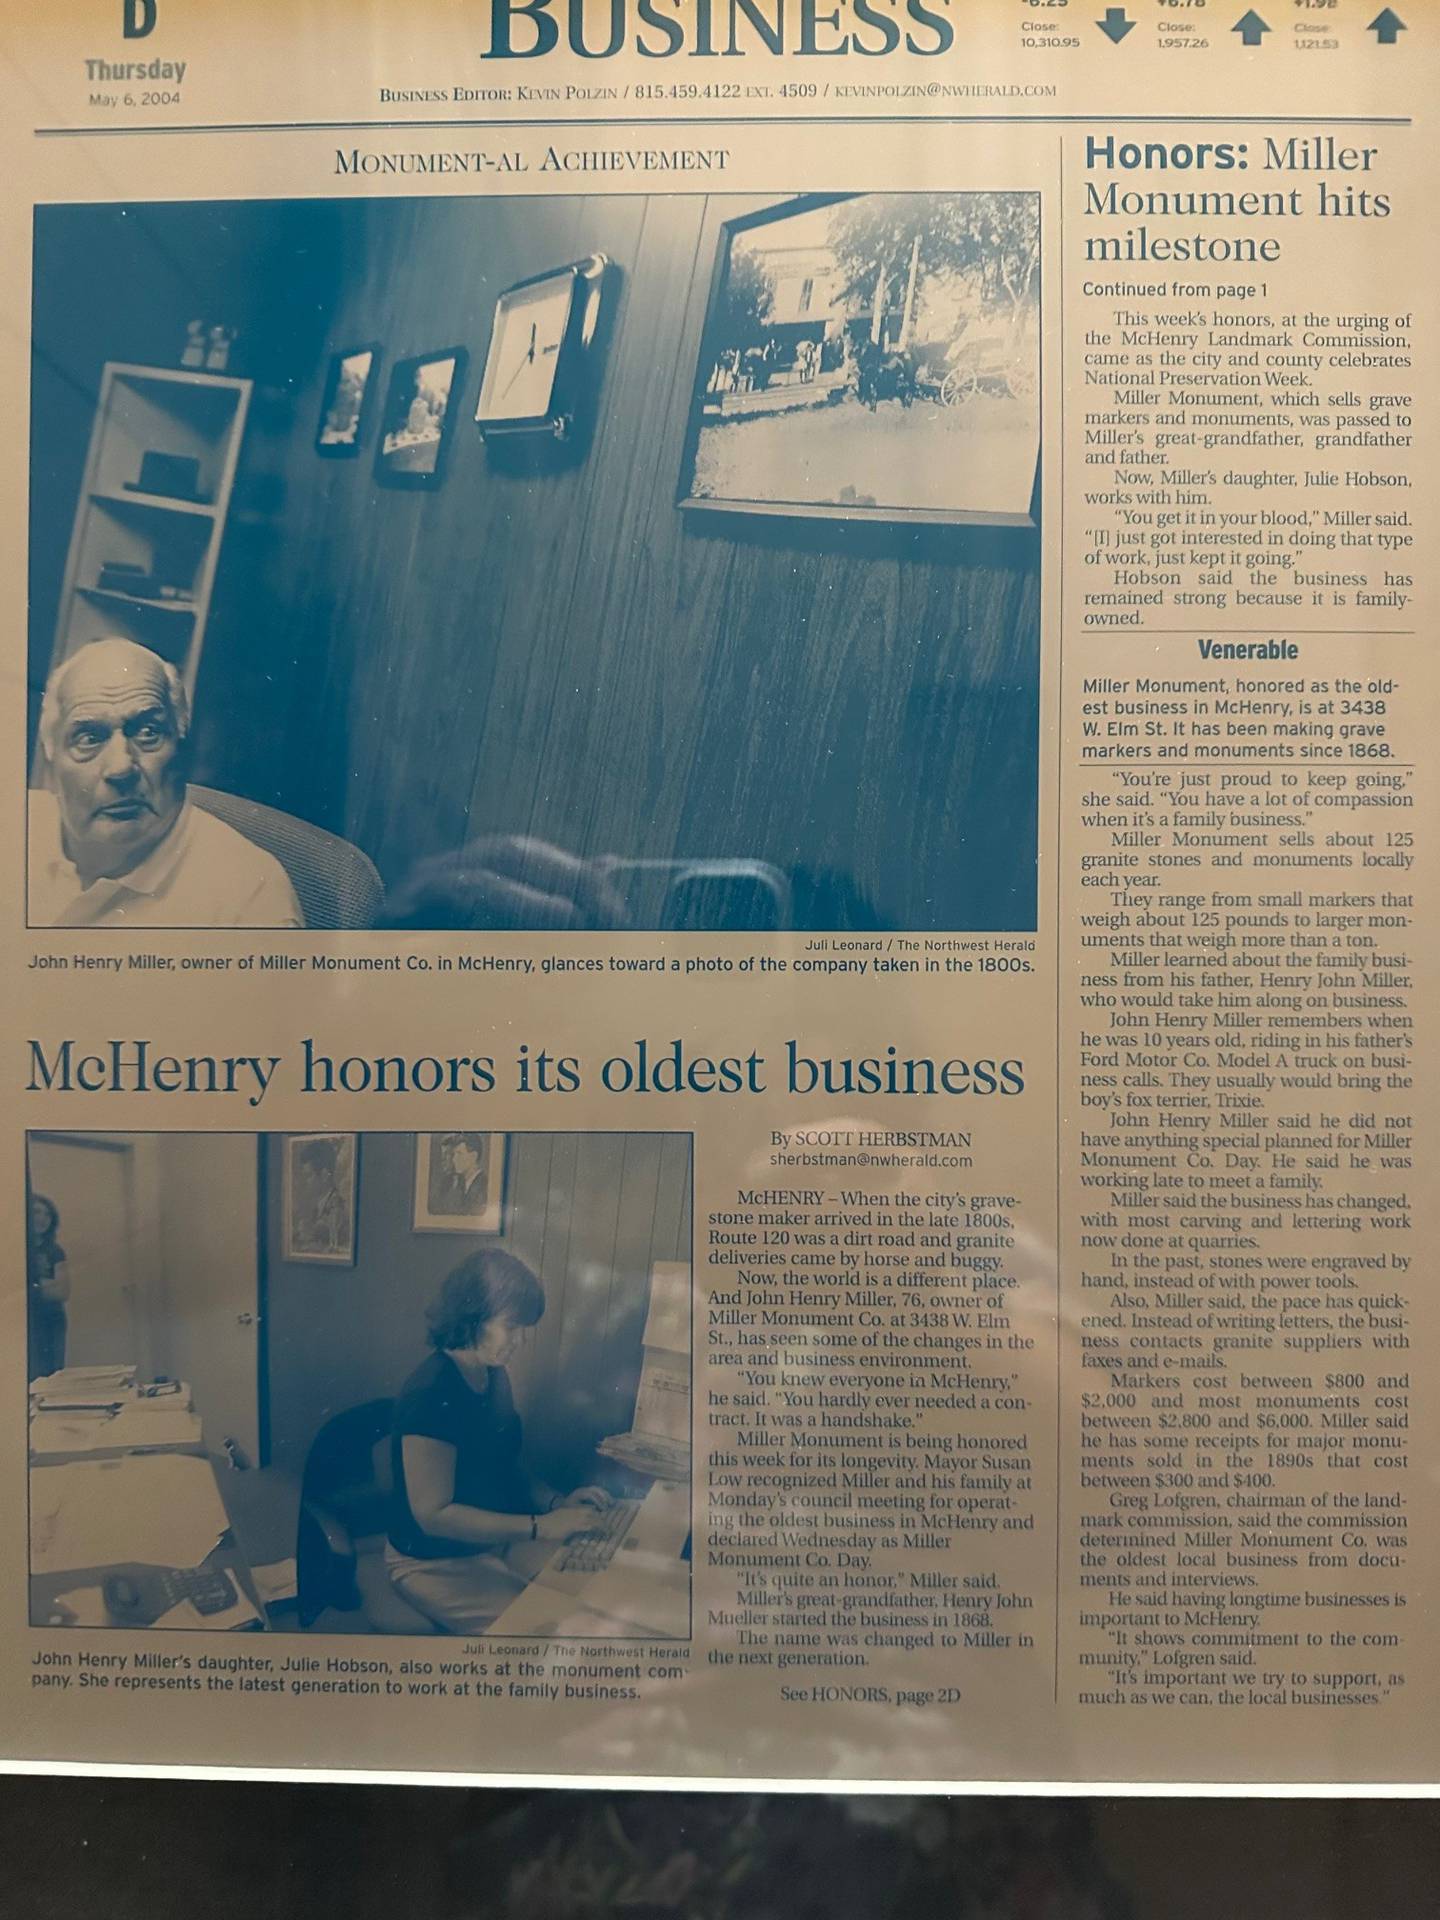 D
Thursday
May 6, 2004
BUSINESS
Close:
10,310.95
Close:
1,957.26
Close:
1,121.53
BUSINESS EDITOR: KEVIN POLZIN / 815.459.4122 EXT. 4509 / KEVINPOLZIN@NWHERALD.COM
MONUMENT-AL ACHIEVEMENT
Juli Leonard / The Northwest Herald
John Henry Miller, owner of Miller Monument Co. in McHenry, glances toward a photo of the company taken in the 1800s.
McHenry honors its oldest business
Juli Leonard / The Northwest Herald
John Henry Miller's daughter, Julie Hobson, also works at the monument com-
pany. She represents the latest generation to work at the family business.
By SCOTT HERBSTMAN
sherbstman@nwherald.com
McHENRY – When the city's grave-
stone maker arrived in the late 1800s,
Route 120 was a dirt road and granite
deliveries came by horse and buggy.
Now, the world is a different place.
And John Henry Miller, 76, owner of
Miller Monument Co. at 3438 W. Elm
St., has seen some of the changes in the
area and business environment.
"You knew everyone in McHenry,"
he said. "You hardly ever needed a con-
tract. It was a handshake."
Miller Monument is being honored
this week for its longevity. Mayor Susan
Low recognized Miller and his family at
Monday's council meeting for operat-
ing the oldest business in McHenry and
declared Wednesday as Miller
Monument Co. Day.
"It's quite an honor," Miller said.
Miller's great-grandfather, Henry John
Mueller started the business in 1868.
The name was changed to Miller in
the next generation.
See HONORS, page 2D
Honors: Miller
Monument hits
milestone
Continued from page 1
This week's honors, at the urging of
the McHenry Landmark Commission,
came as the city and county celebrates
National Preservation Week.
Miller Monument, which sells grave
markers and monuments, was passed to
Miller's great-grandfather, grandfather
and father.
Now, Miller's daughter, Julie Hobson,
works with him.
"You get it in your blood," Miller said.
"[I] just got interested in doing that type
of work, just kept it going."
Hobson said the business has
remained strong because it is family-
owned.
Venerable
Miller Monument, honored as the old-
est business in McHenry, is at 3438
W. Elm St. It has been making grave
markers and monuments since 1868.
"You're just proud to keep going,"
she said. "You have a lot of compassion
when it's a family business."
Miller Monument sells about 125
granite stones and monuments locally
each year.
They range from small markers that
weigh about 125 pounds to larger mon-
uments that weigh more than a ton.
Miller learned about the family busi-
ness from his father, Henry John Miller,
who would take him along on business.
John Henry Miller remembers when
he was 10 years old, riding in his father's
Ford Motor Co. Model A truck on busi-
ness calls. They usually would bring the
boy's fox terrier, Trixie.
John Henry Miller said he did not
have anything special planned for Miller
Monument Co. Day. He said he was
working late to meet a family.
Miller said the business has changed,
with most carving and lettering work
now done at quarries.
In the past, stones were engraved by
hand, instead of with power tools.
Also, Miller said, the pace has quick-
ened. Instead of writing letters, the busi-
ness contacts granite suppliers with
faxes and e-mails.
Markers cost between $800 and
$2,000 and most monuments cost
between $2,800 and $6,000. Miller said
he has some receipts for major monu-
ments sold in the 1890s that cost
between $300 and $400.
Greg Lofgren, chairman of the land-
mark commission, said the commission
determined Miller Monument Co. was
the oldest local business from docu-
ments and interviews.
He said having longtime businesses is
important to McHenry.
"It shows commitment to the com-
munity," Lofgren said.
"It's important we try to support, as
much as we can, the local businesses."